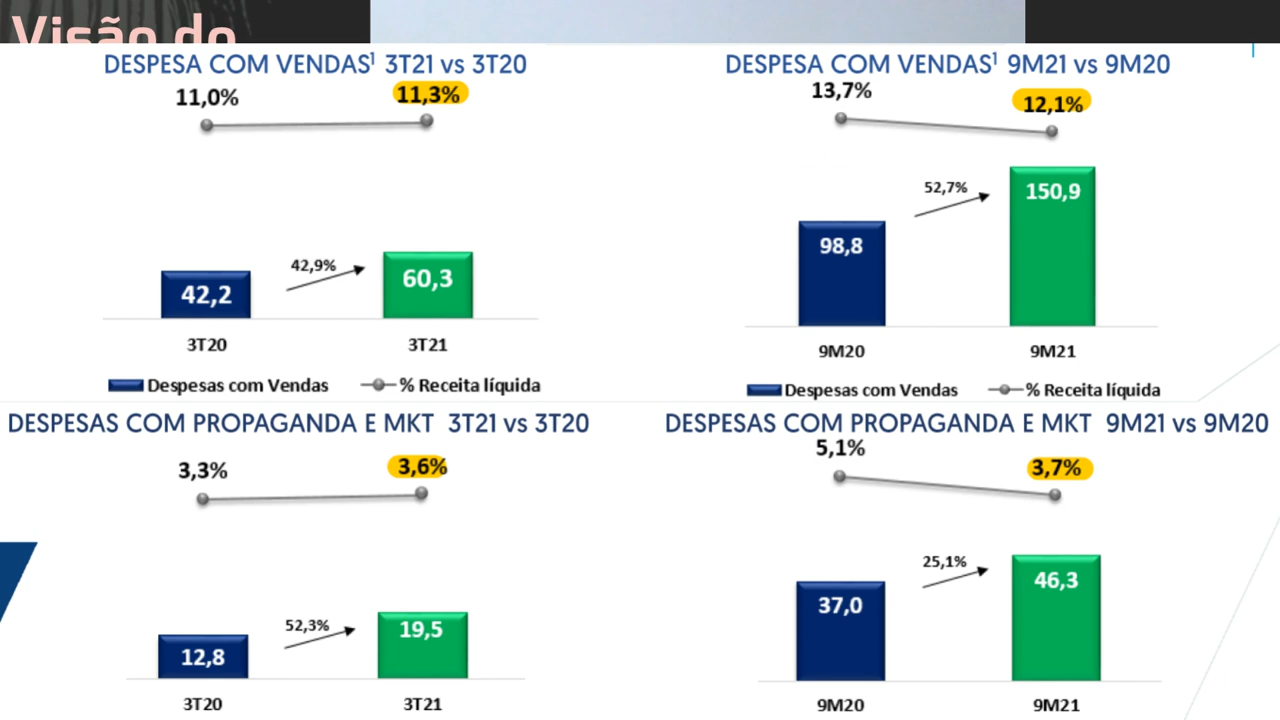 Visão do
DESPESA COM VENDAS¹ 3T21 vs 3T20
11,0%
11,3%
42,9%
42,2
60,3
3T20
3T21
Despesas com Vendas
% Receita líquida
DESPESA COM VENDAS¹ 9M21 vs 9M20
13,7%
12,1%
52,7%
98,8
150,9
9M20
9M21
Despesas com Vendas
% Receita líquida
DESPESAS COM PROPAGANDA E MKT 3T21 vs 3T20
3,3%
3,6%
52,3%
12,8
19,5
3T20
3T21
DESPESAS COM PROPAGANDA E MKT 9M21 vs 9M20
5,1%
3,7%
25,1%
37,0
46,3
9M20
9M21